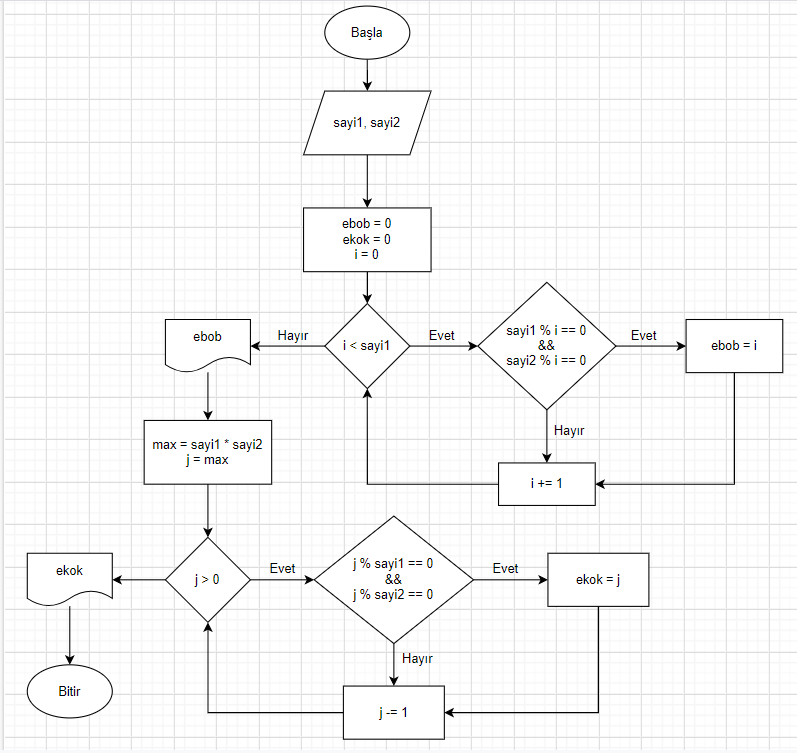 Başla
sayi1, sayi2
ebob = 0
ekok = 0
i = 0
i < sayi1
Evet
sayi1 % i == 0
&&
sayi2 % i == 0
Evet
ebob = i
Hayır
i += 1
Hayır
ebob
max = sayi1 * sayi2
j = max
j > 0
Evet
j % sayi1 == 0
&&
j % sayi2 == 0
Evet
ekok = j
Hayır
j -= 1
ekok
Bitir